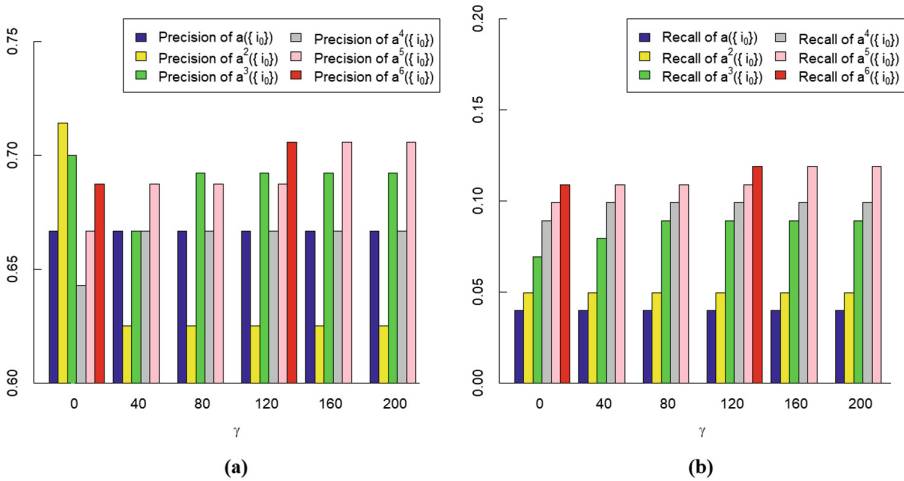 0.75
0.70
0.65
0.60
Precision of a({ i₀})
Precision of a²({ i₀})
Precision of a³({ i₀})
Precision of a⁴({ i₀})
Precision of a⁵({ i₀})
Precision of a⁶({ i₀})
0 40 80 120 160 200
γ
(a)
0.20
0.15
0.10
0.05
0.00
Recall of a({ i₀})
Recall of a²({ i₀})
Recall of a³({ i₀})
Recall of a⁴({ i₀})
Recall of a⁵({ i₀})
Recall of a⁶({ i₀})
0 40 80 120 160 200
γ
(b)